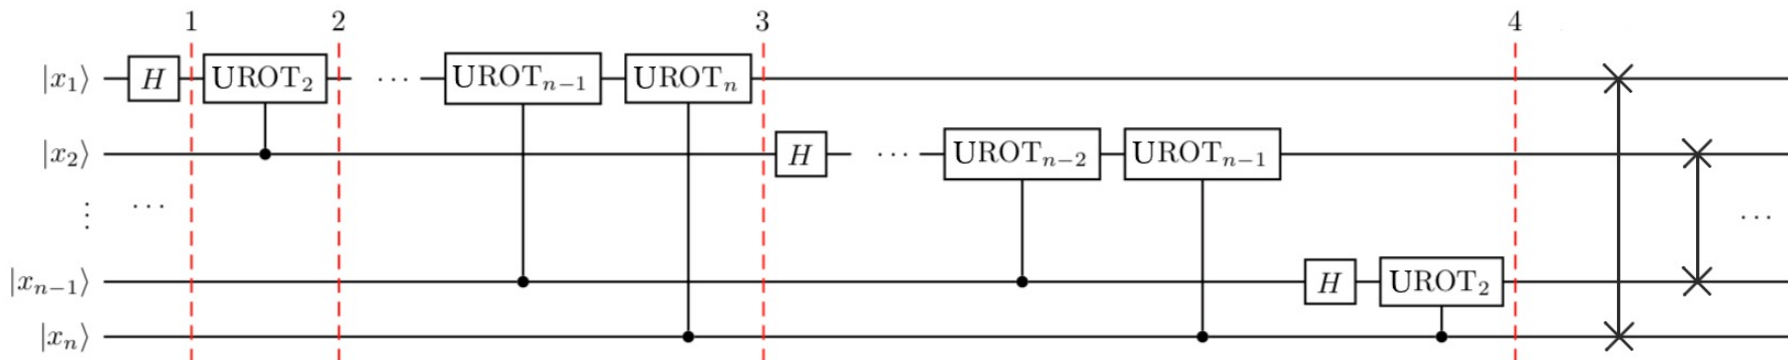 1 2 3 4
|x₁⟩ H UROT₂ ··· UROTₙ₋₁ UROTₙ
|x₂⟩ H ··· UROTₙ₋₂ UROTₙ₋₁
⋮ ··· ···
|xₙ₋₁⟩ H UROT₂
|xₙ⟩